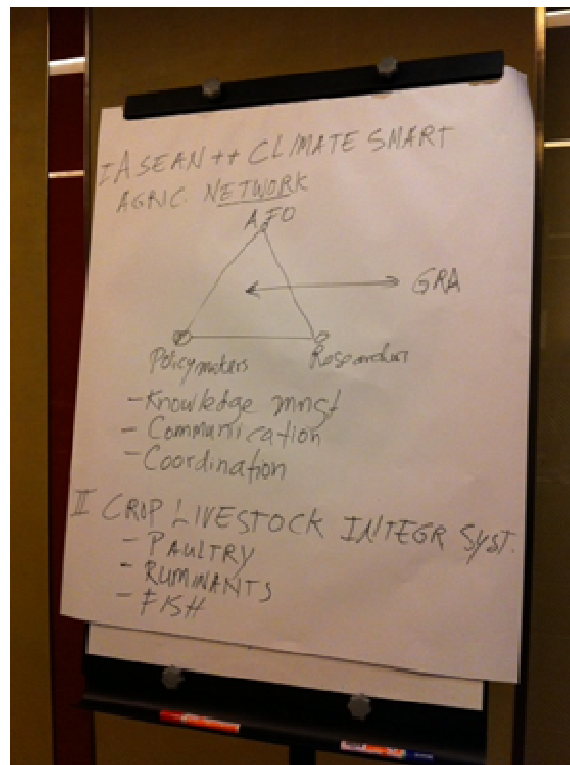 I ASEAN ++ CLIMATE SMART
AGRIC. NETWORK
AFO
GRA
Policymakers
Researchers
- Knowledge mngt
- Communication
- Coordination
II CROP LIVESTOCK INTEGR SYST.
- PAULTRY
- RUMINANTS
- FISH